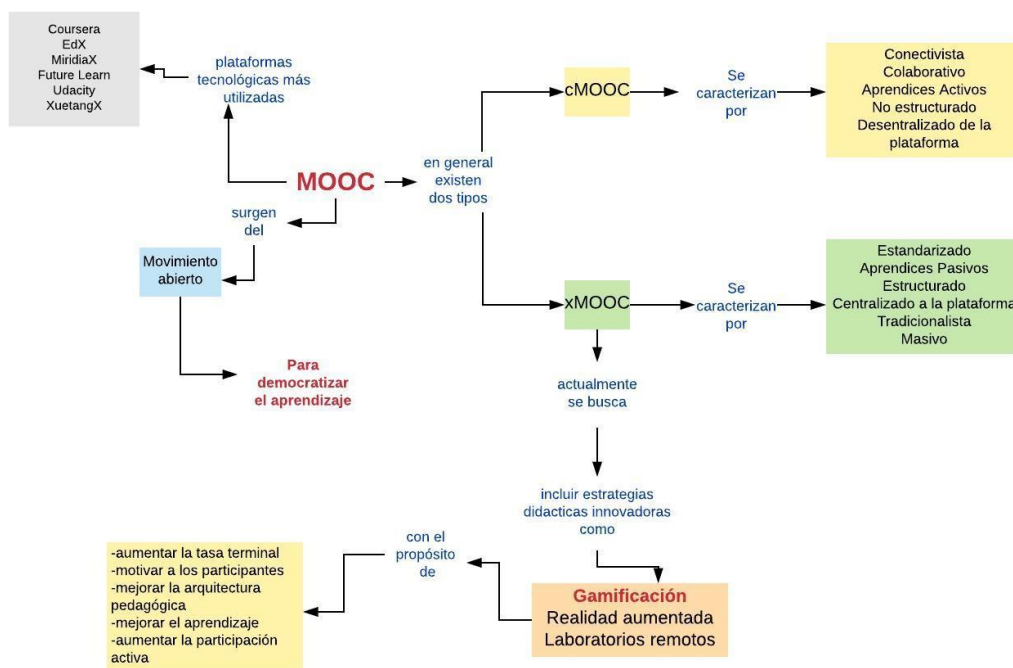 Coursera
EdX
MiridiaX
Future Learn
Udacity
XuetangX
plataformas
tecnológicas más
utilizadas
MOOC
en general
existen
dos tipos
cMOOC
Se
caracterizan
por
Conectivista
Colaborativo
Aprendices Activos
No estructurado
Desentralizado de la
plataforma
surgen
del
Movimiento
abierto
Para
democratizar
el aprendizaje
xMOOC
Se
caracterizan
por
Estandarizado
Aprendices Pasivos
Estructurado
Centralizado a la plataforma
Tradicionalista
Masivo
actualmente
se busca
incluir estrategias
didacticas innovadoras
como
Gamificación
Realidad aumentada
Laboratorios remotos
con el
propósito
de
-aumentar la tasa terminal
-motivar a los participantes
-mejorar la arquitectura
pedagógica
-mejorar el aprendizaje
-aumentar la participación
activa